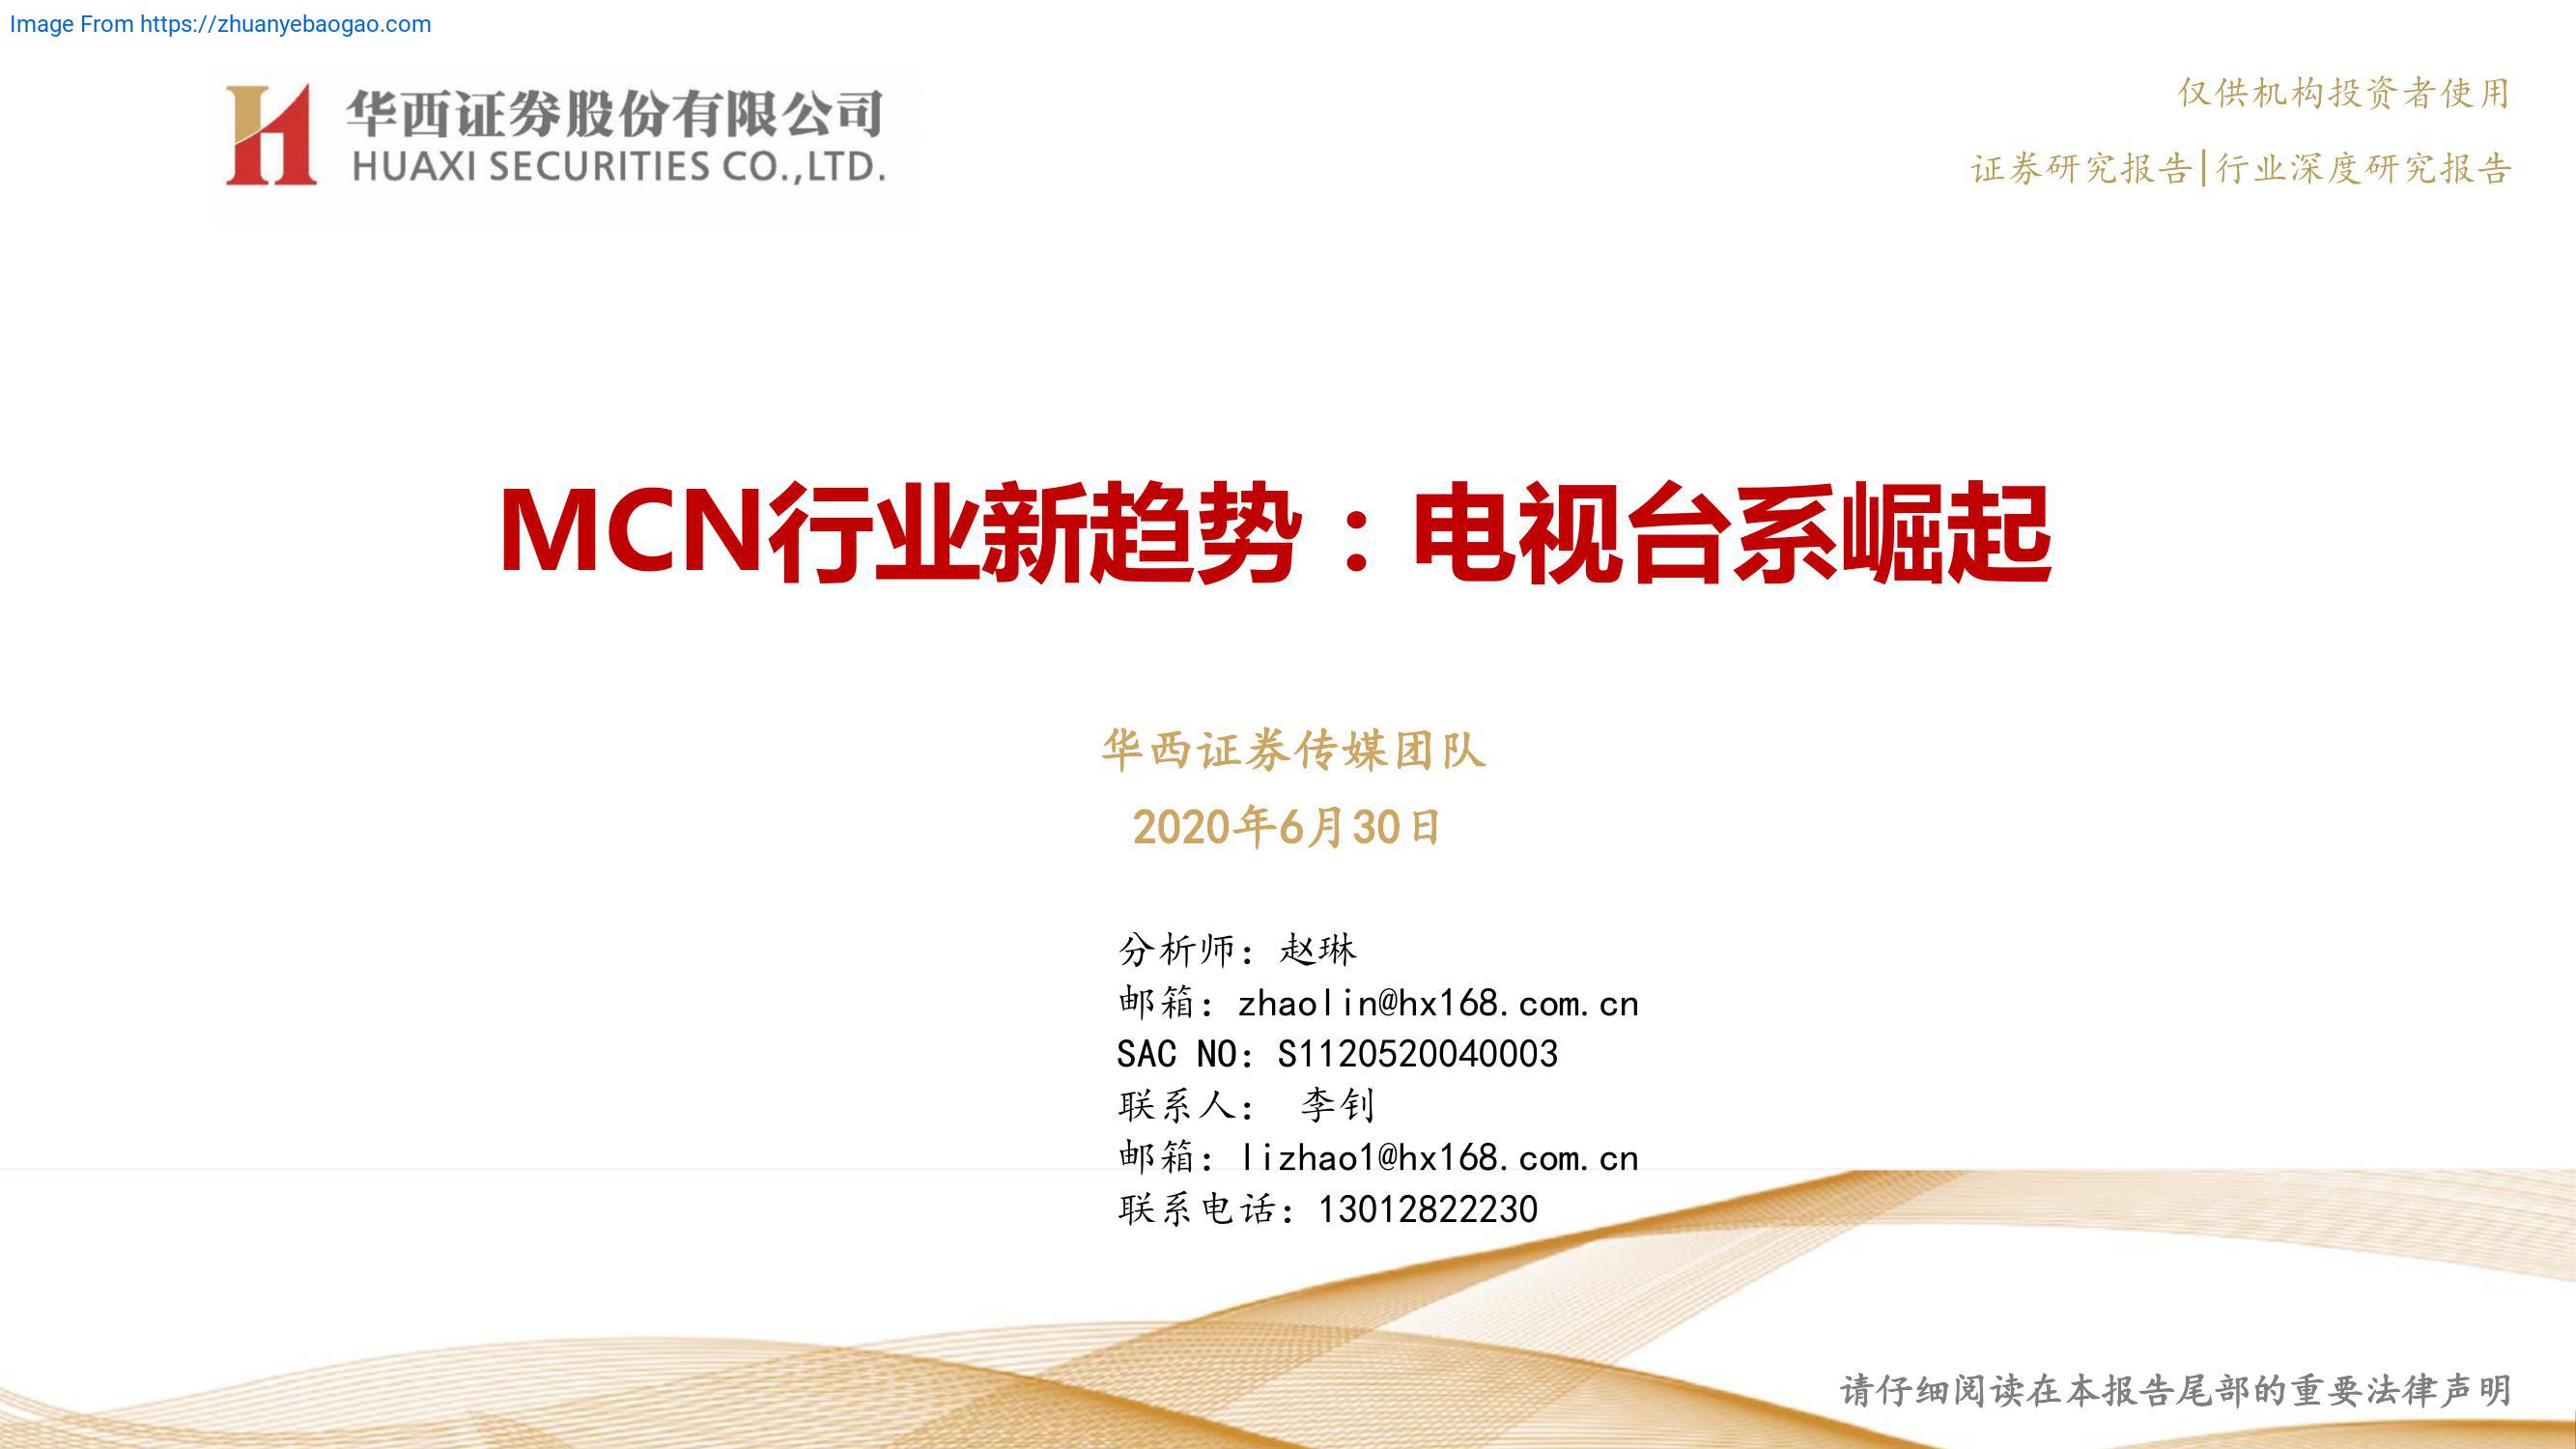 Image From https://zhuanyebaogao.com
华西证券股份有限公司
HUAXI SECURITIES CO.,LTD.
仅供机构投资者使用
证券研究报告|行业深度研究报告
MCN行业新趋势：电视台系崛起
华西证券传媒团队
2020年6月30日
分析师：赵琳
邮箱：zhaolin@hx168.com.cn
SAC NO：S1120520040003
联系人： 李钊
邮箱：lizhao1@hx168.com.cn
联系电话：13012822230
请仔细阅读在本报告尾部的重要法律声明